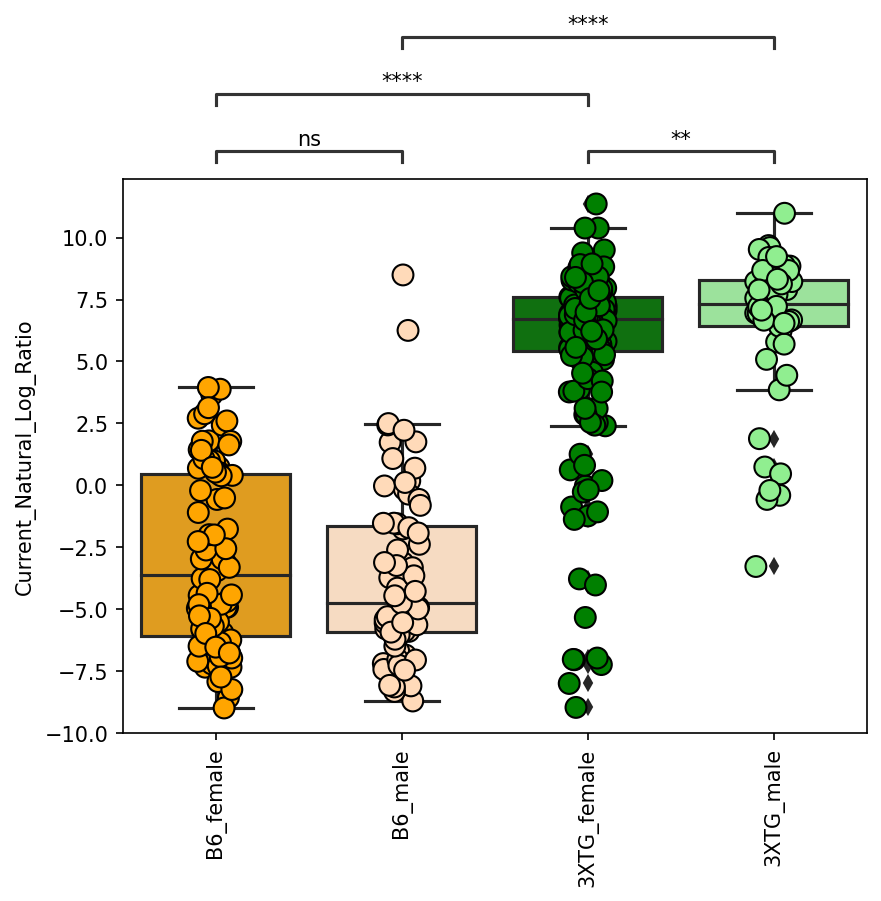 ****
****
ns
**
10.0
7.5
5.0
2.5
0.0
−2.5
−5.0
−7.5
−10.0
Current_Natural_Log_Ratio
B6_female
B6_male
3XTG_female
3XTG_male